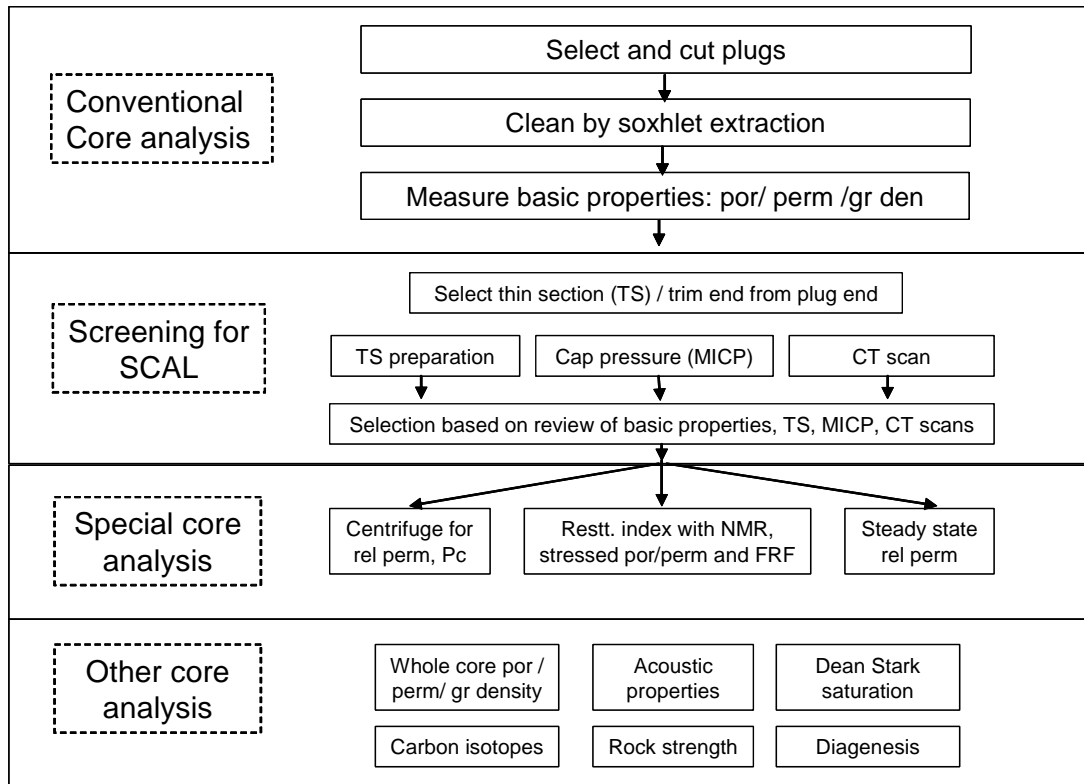 Conventional
Core analysis
Select and cut plugs
Clean by soxhlet extraction
Measure basic properties: por/ perm /gr den
Screening for
SCAL
Select thin section (TS) / trim end from plug end
TS preparation
Cap pressure (MICP)
CT scan
Selection based on review of basic properties, TS, MICP, CT scans
Special core
analysis
Centrifuge for
rel perm, Pc
Restt. index with NMR,
stressed por/perm and FRF
Steady state
rel perm
Other core
analysis
Whole core por /
perm/ gr density
Acoustic
properties
Dean Stark
saturation
Carbon isotopes
Rock strength
Diagenesis